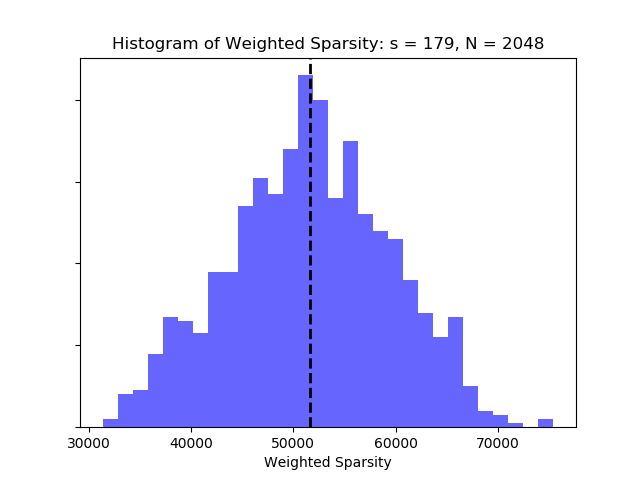 Histogram of Weighted Sparsity: s = 179, N = 2048
30000 40000 50000 60000 70000
Weighted Sparsity